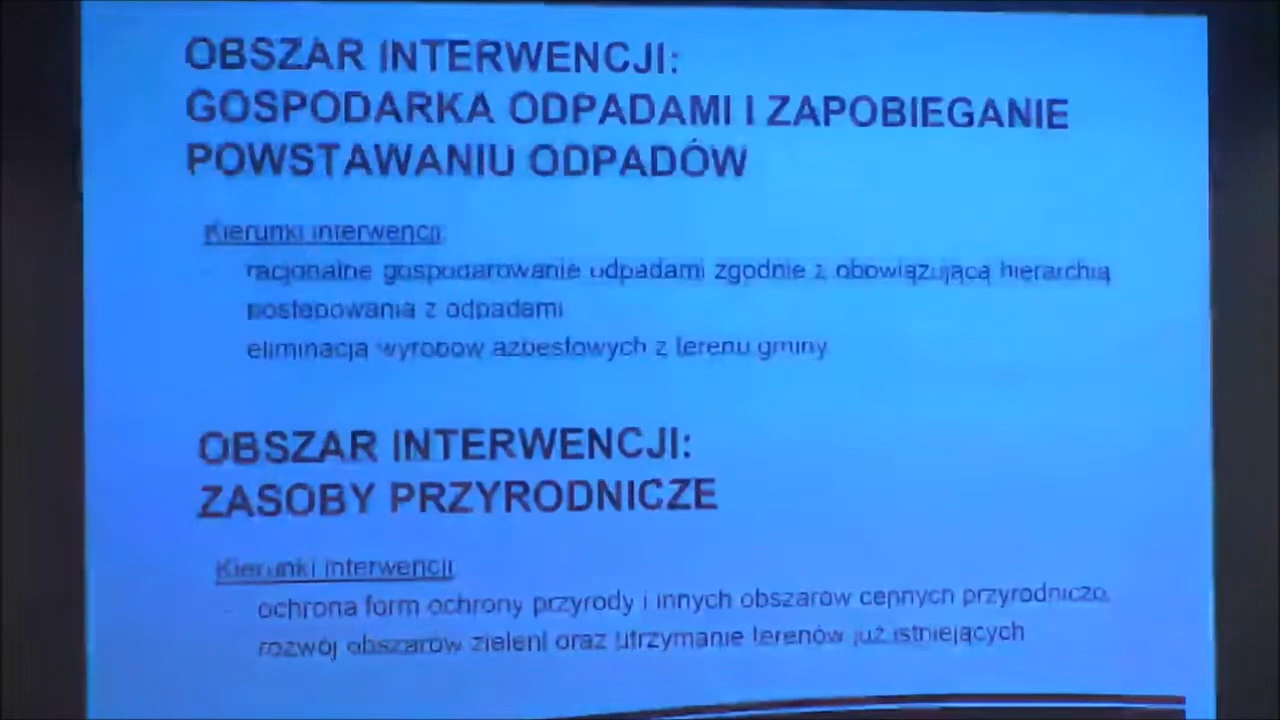 OBSZAR INTERWENCJI:
GOSPODARKA ODPADAMI I ZAPOBIEGANIE
POWSTAWANIU ODPADÓW
Kierunki interwencji:
- racjonalne gospodarowanie odpadami zgodnie z obowiązującą hierarchią
postępowania z odpadami
eliminacja wyrobów azbestowych z terenu gminy
OBSZAR INTERWENCJI:
ZASOBY PRZYRODNICZE
Kierunki interwencji
- ochrona form ochrony przyrody i innych obszarów cennych przyrodniczo,
rozwój obszarów zieleni oraz utrzymanie terenów już istniejących